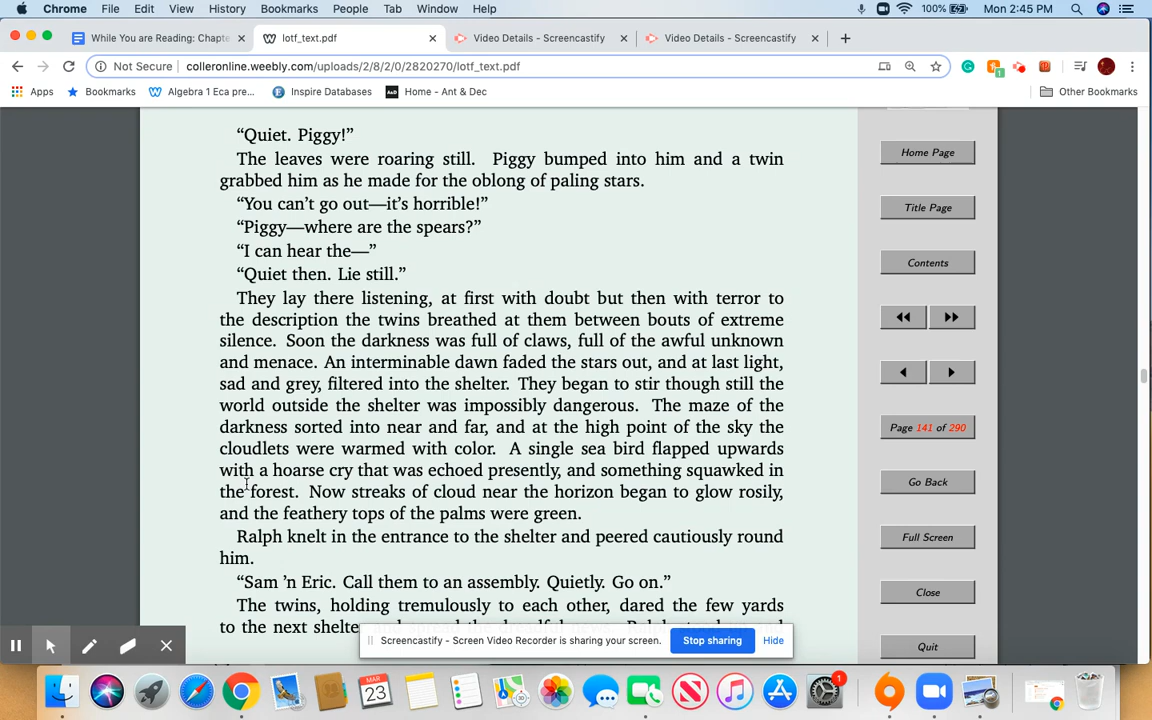 Chrome File Edit View History Bookmarks People Tab Window Help 100% Mon 2:45 PM
While You are Reading: Chapte lotf_text.pdf Video Details - Screencastify Video Details - Screencastify
Not Secure colleronline.weebly.com/uploads/2/8/2/0/2820270/lotf_text.pdf
Apps Bookmarks Algebra 1 Eca pre... Inspire Databases Home - Ant & Dec Other Bookmarks
“Quiet. Piggy!”
The leaves were roaring still. Piggy bumped into him and a twin
grabbed him as he made for the oblong of paling stars.
“You can’t go out—it’s horrible!”
“Piggy—where are the spears?”
“I can hear the—”
“Quiet then. Lie still.”
They lay there listening, at first with doubt but then with terror to
the description the twins breathed at them between bouts of extreme
silence. Soon the darkness was full of claws, full of the awful unknown
and menace. An interminable dawn faded the stars out, and at last light,
sad and grey, filtered into the shelter. They began to stir though still the
world outside the shelter was impossibly dangerous. The maze of the
darkness sorted into near and far, and at the high point of the sky the
cloudlets were warmed with color. A single sea bird flapped upwards
with a hoarse cry that was echoed presently, and something squawked in
the forest. Now streaks of cloud near the horizon began to glow rosily,
and the feathery tops of the palms were green.
Ralph knelt in the entrance to the shelter and peered cautiously round
him.
“Sam ’n Eric. Call them to an assembly. Quietly. Go on.”
The twins, holding tremulously to each other, dared the few yards
to the next shelte
Home Page
Title Page
Contents
Page 141 of 290
Go Back
Full Screen
Close
Quit
Screencastify - Screen Video Recorder is sharing your screen. Stop sharing Hide
MAR
23
1